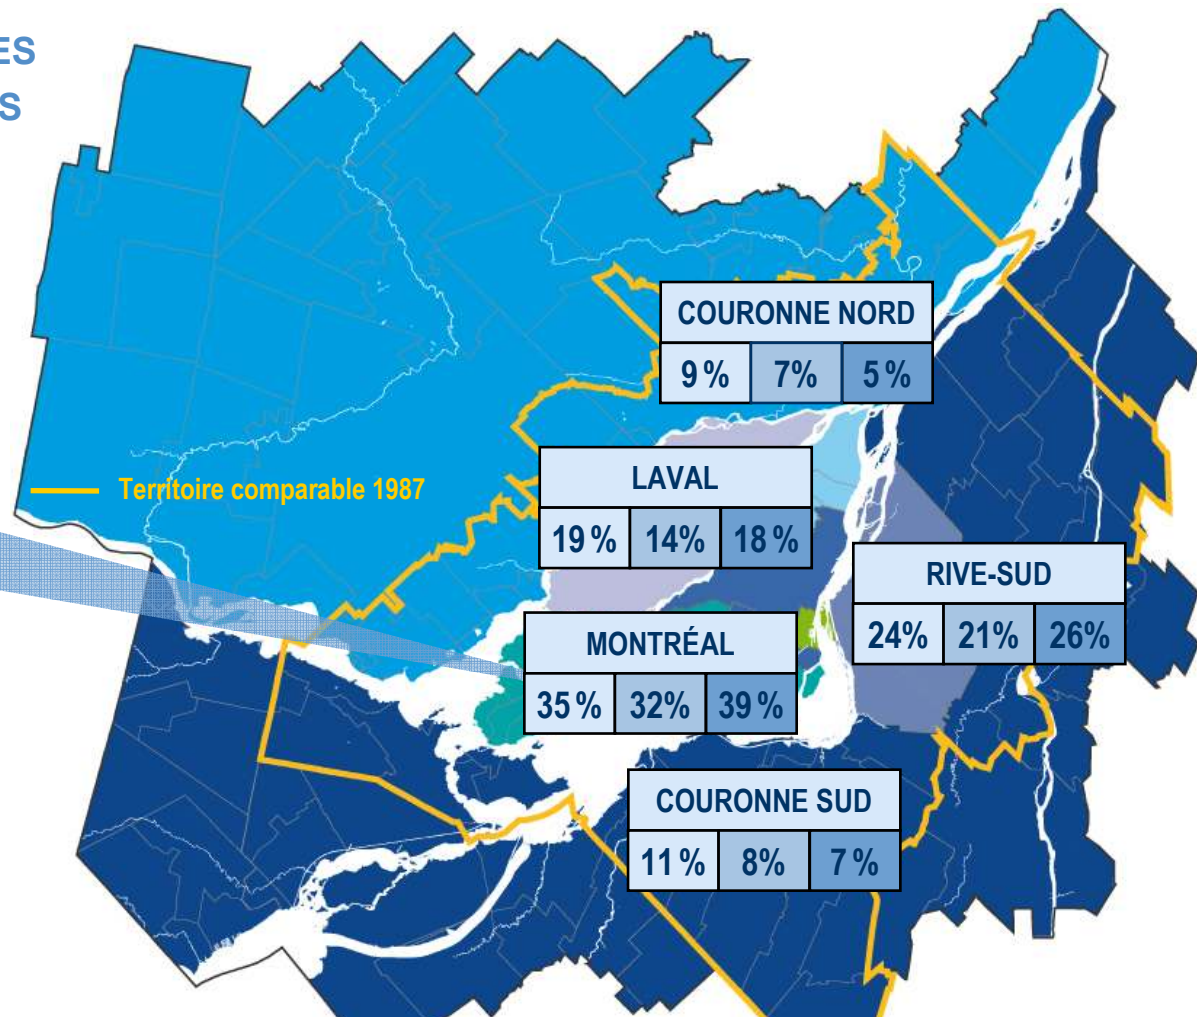 ES
S
COURONNE NORD
9 % 7% 5 %
LAVAL
19 % 14% 18 %
Territoire comparable 1987
RIVE-SUD
24% 21% 26%
MONTRÉAL
35 % 32% 39 %
COURONNE SUD
11 % 8% 7 %